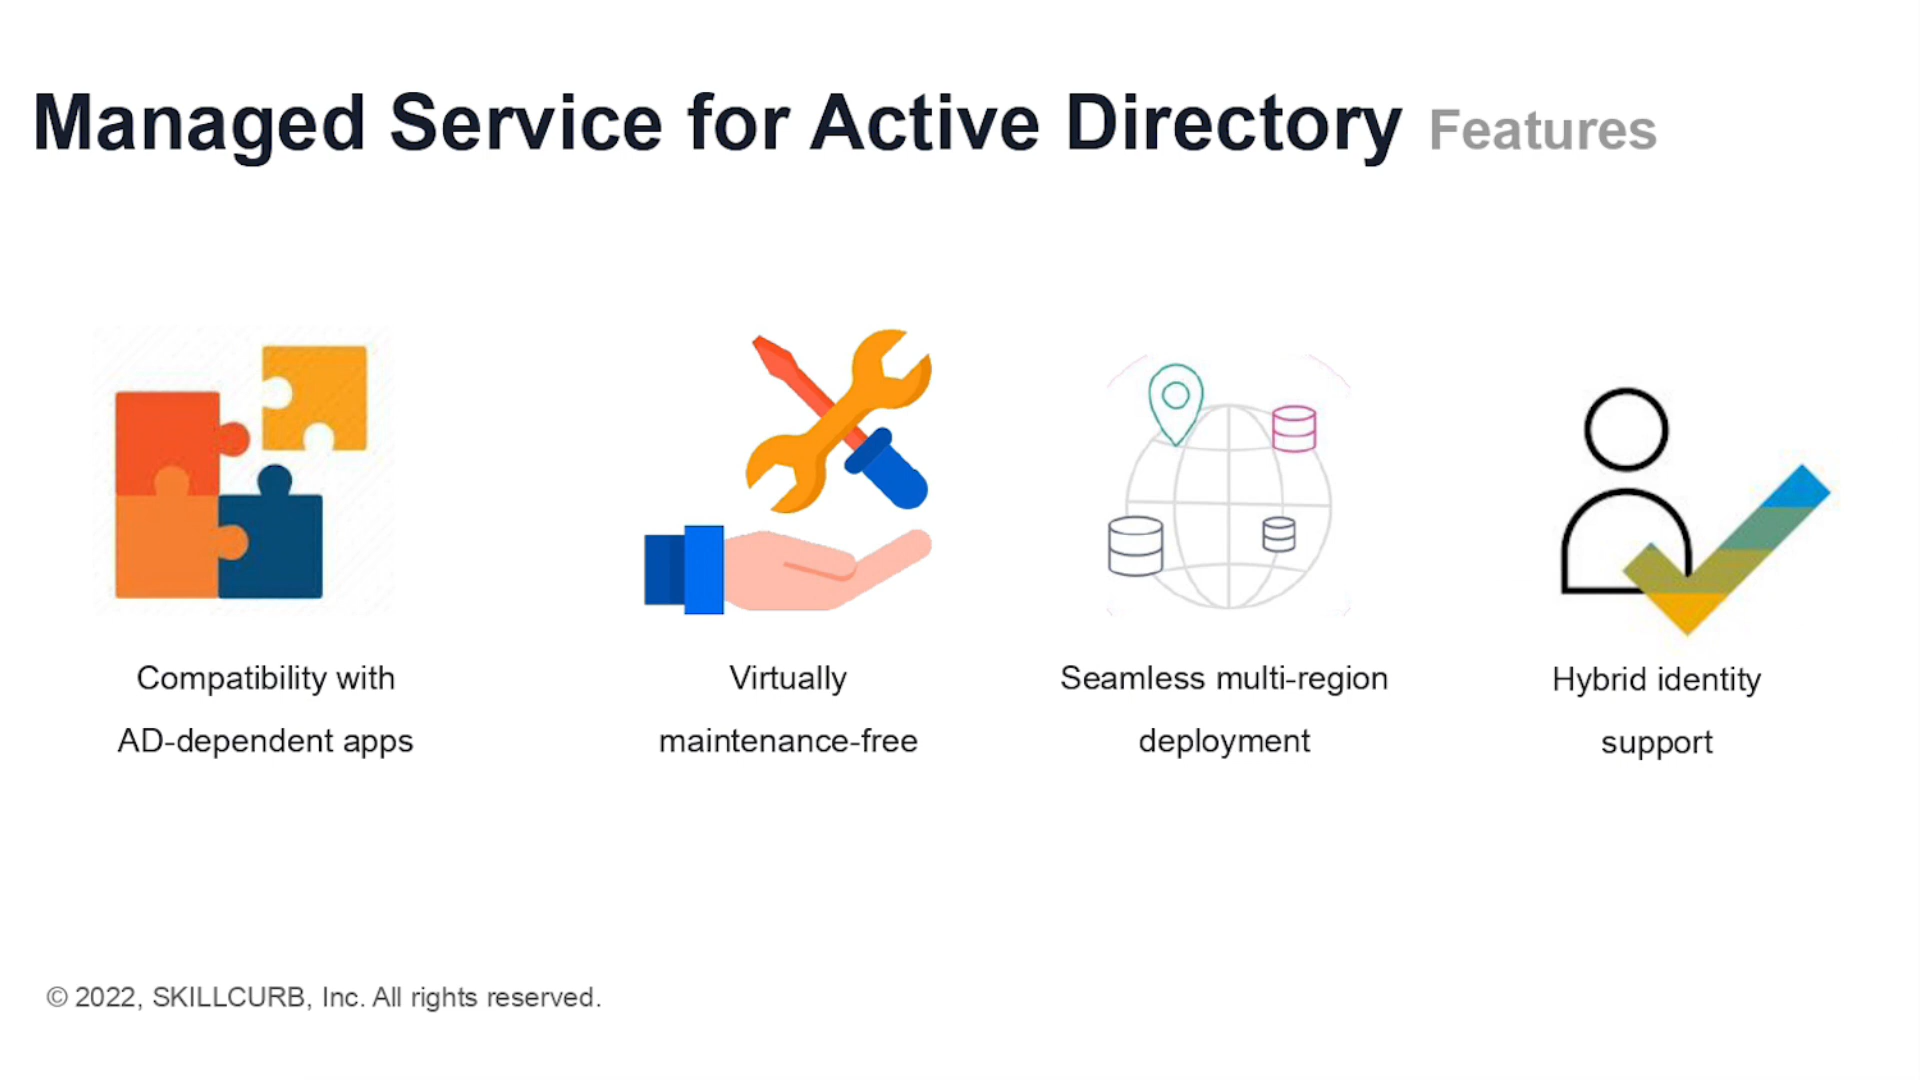 Managed Service for Active Directory Features
Compatibility with
AD-dependent apps
Virtually
maintenance-free
Seamless multi-region
deployment
Hybrid identity
support
© 2022, SKILLCURB, Inc. All rights reserved.